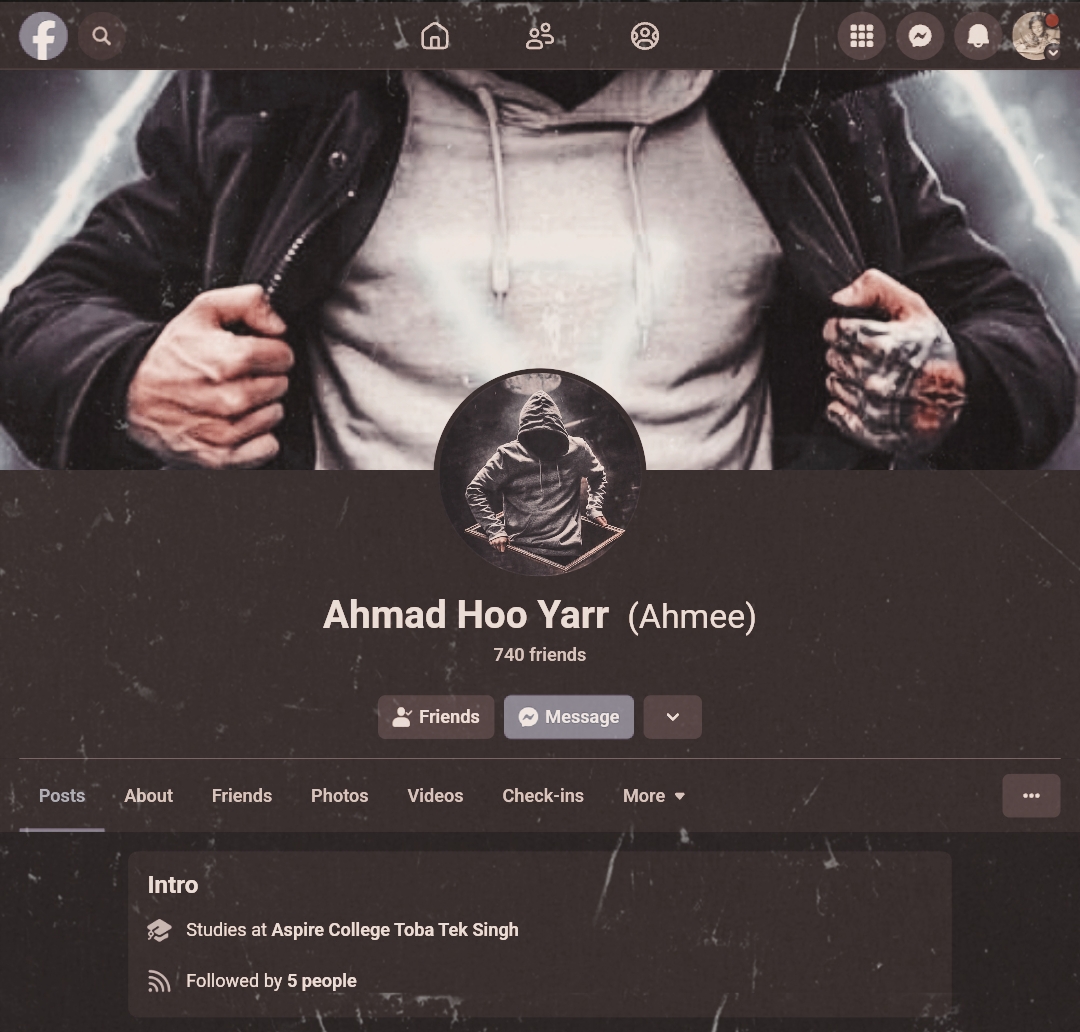 Ahmad Hoo Yarr (Ahmee)
740 friends
Friends
Message
Posts
About
Friends
Photos
Videos
Check-ins
More
Intro
Studies at Aspire College Toba Tek Singh
Followed by 5 people